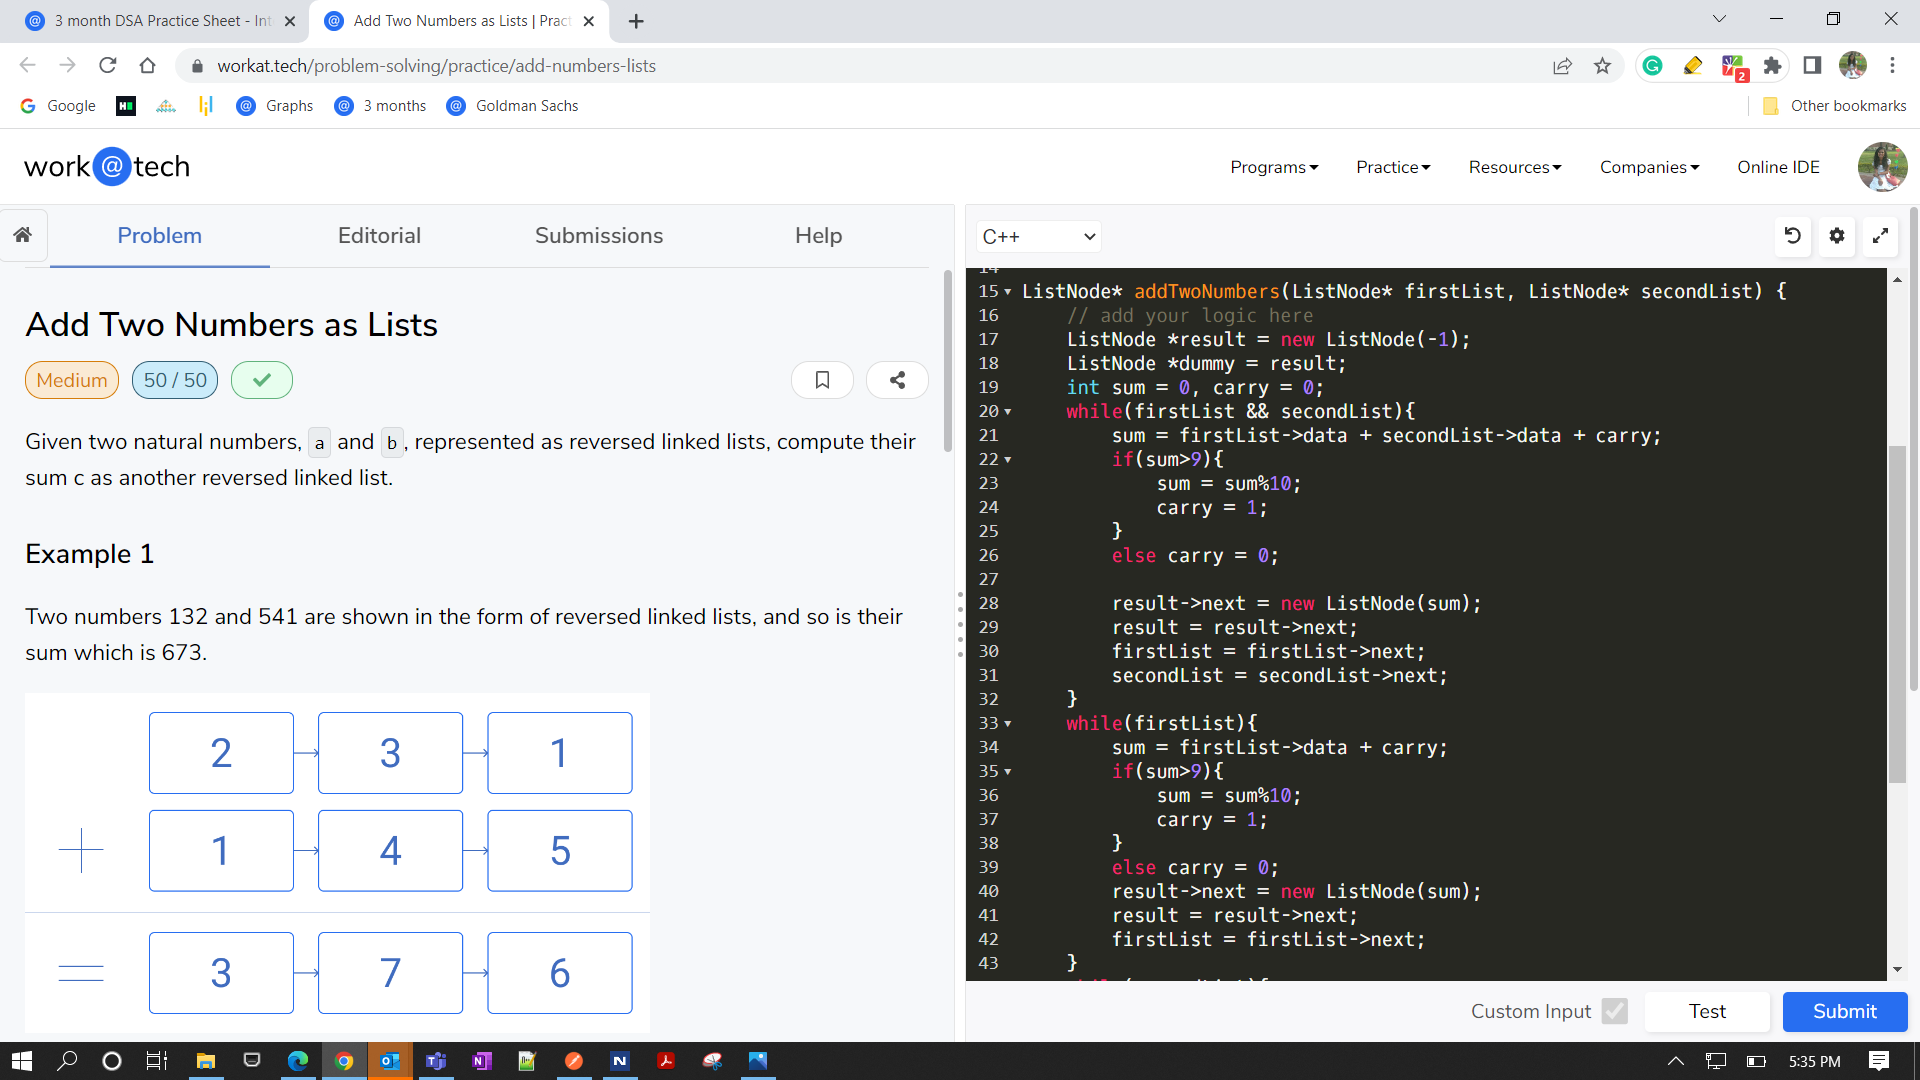 3 month DSA Practice Sheet - Int
Add Two Numbers as Lists | Pract
workat.tech/problem-solving/practice/add-numbers-lists
2
Google
Graphs
3 months
Goldman Sachs
Other bookmarks
work@tech
Programs
Practice
Resources
Companies
Online IDE
Problem
Editorial
Submissions
Help
Add Two Numbers as Lists
Medium
50 / 50
Given two natural numbers, a and b, represented as reversed linked lists, compute their
sum c as another reversed linked list.
Example 1
Two numbers 132 and 541 are shown in the form of reversed linked lists, and so is their
sum which is 673.
2 3 1
+ 1 4 5
= 3 7 6
C++
14
15 ListNode* addTwoNumbers(ListNode* firstList, ListNode* secondList) {
16 // add your logic here
17 ListNode *result = new ListNode(-1);
18 ListNode *dummy = result;
19 int sum = 0, carry = 0;
20 while(firstList && secondList){
21 sum = firstList->data + secondList->data + carry;
22 if(sum>9){
23 sum = sum%10;
24 carry = 1;
25 }
26 else carry = 0;
27
28 result->next = new ListNode(sum);
29 result = result->next;
30 firstList = firstList->next;
31 secondList = secondList->next;
32 }
33 while(firstList){
34 sum = firstList->data + carry;
35 if(sum>9){
36 sum = sum%10;
37 carry = 1;
38 }
39 else carry = 0;
40 result->next = new ListNode(sum);
41 result = result->next;
42 firstList = firstList->next;
43 }
Custom Input
Test
Submit
5:35 PM